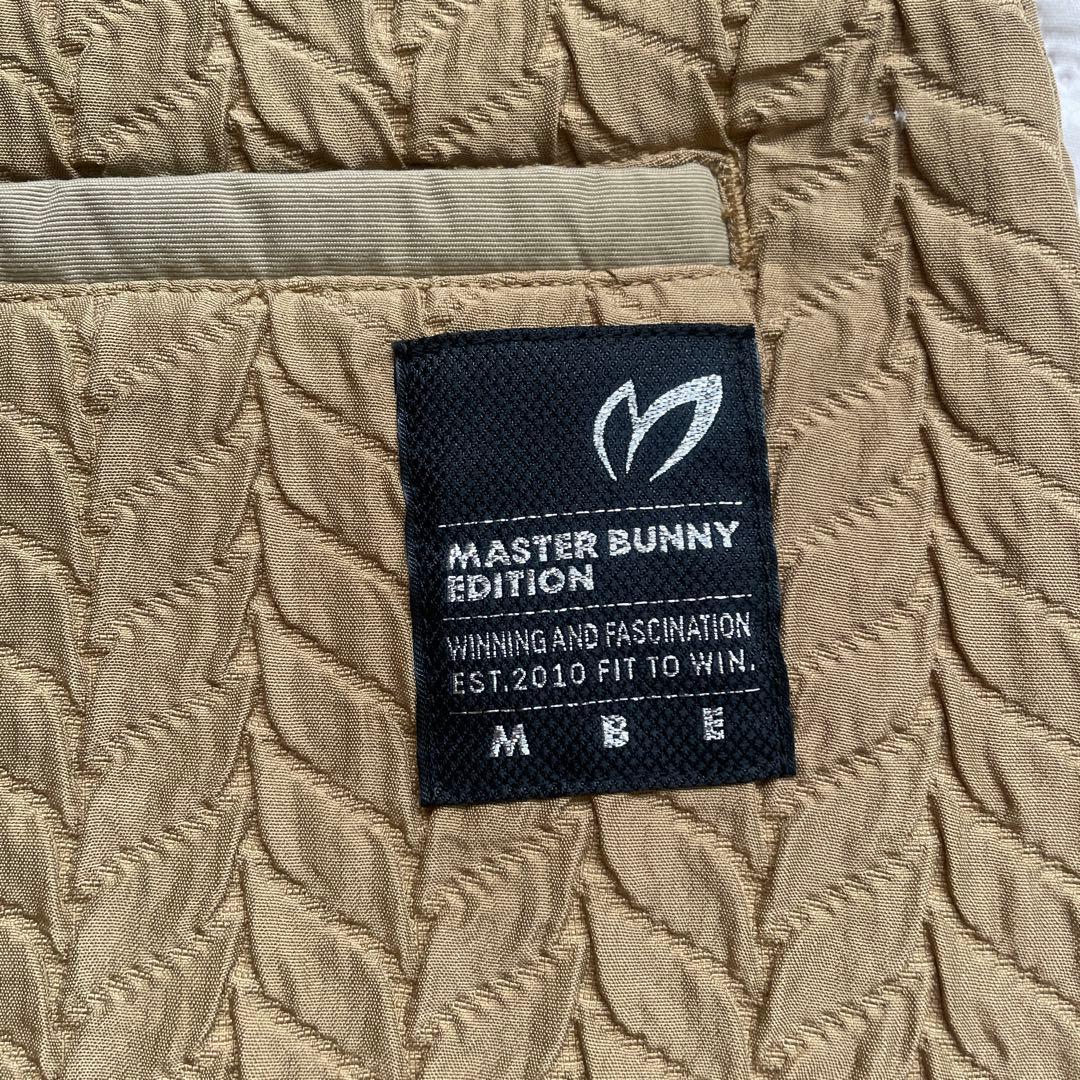 MASTER BUNNY
EDITION
WINNING AND FASCINATION
EST.2010 FIT TO WIN.
M B E